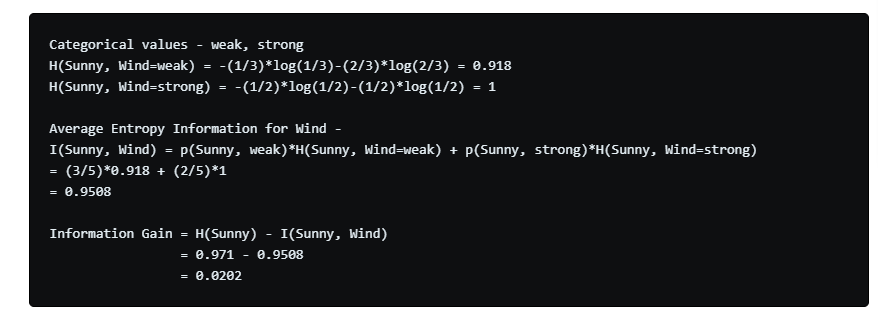 Categorical values - weak, strong
H(Sunny, Wind=weak) = -(1/3)*log(1/3)-(2/3)*log(2/3) = 0.918
H(Sunny, Wind=strong) = -(1/2)*log(1/2)-(1/2)*log(1/2) = 1
Average Entropy Information for Wind -
I(Sunny, Wind) = p(Sunny, weak)*H(Sunny, Wind=weak) + p(Sunny, strong)*H(Sunny, Wind=strong)
= (3/5)*0.918 + (2/5)*1
= 0.9508
Information Gain = H(Sunny) - I(Sunny, Wind)
= 0.971 - 0.9508
= 0.0202